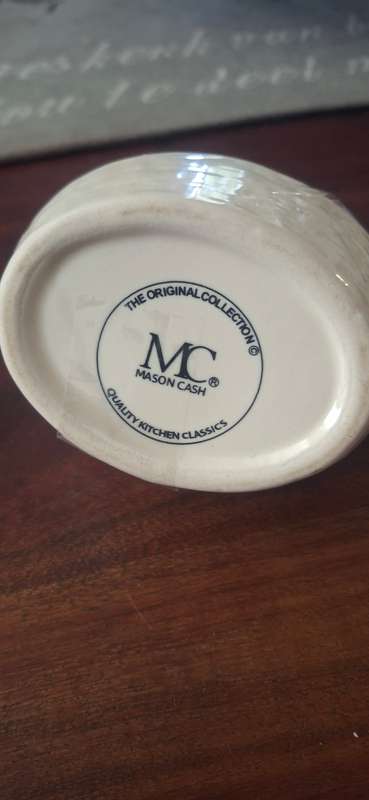 THE ORIGINAL COLLECTION ©
MC®
MASON CASH
QUALITY KITCHEN CLASSICS